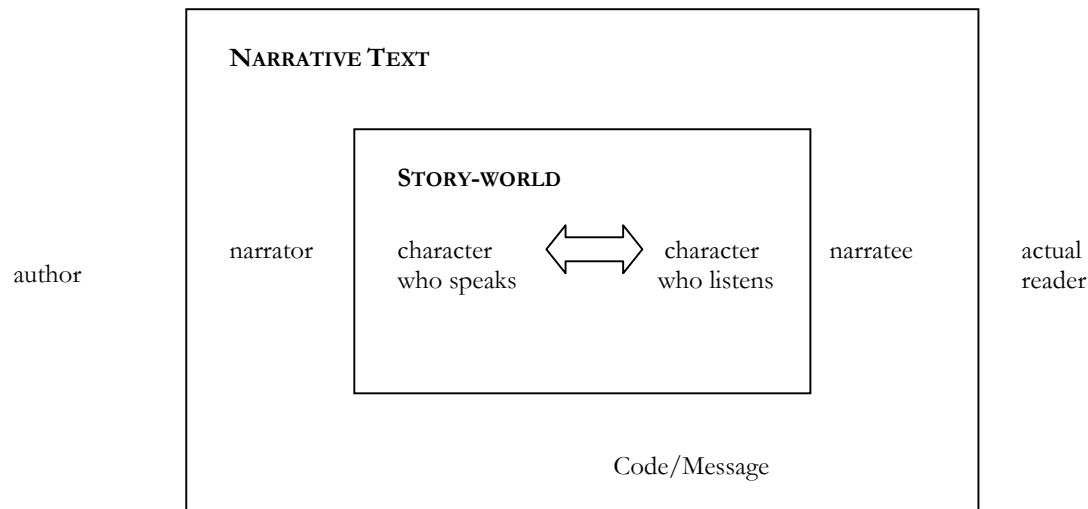 NARRATIVE TEXT
STORY-WORLD
author
narrator
character
who speaks
character
who listens
narratee
actual
reader
Code/Message